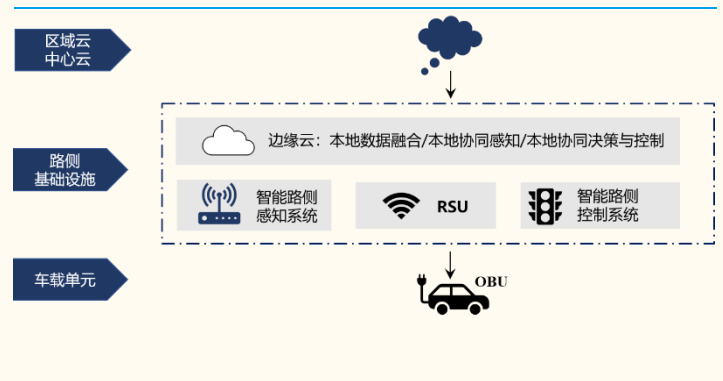 区域云
中心云
边缘云：本地数据融合/本地协同感知/本地协同决策与控制
路侧
基础设施
智能路侧
感知系统
RSU
智能路侧
控制系统
车载单元
OBU